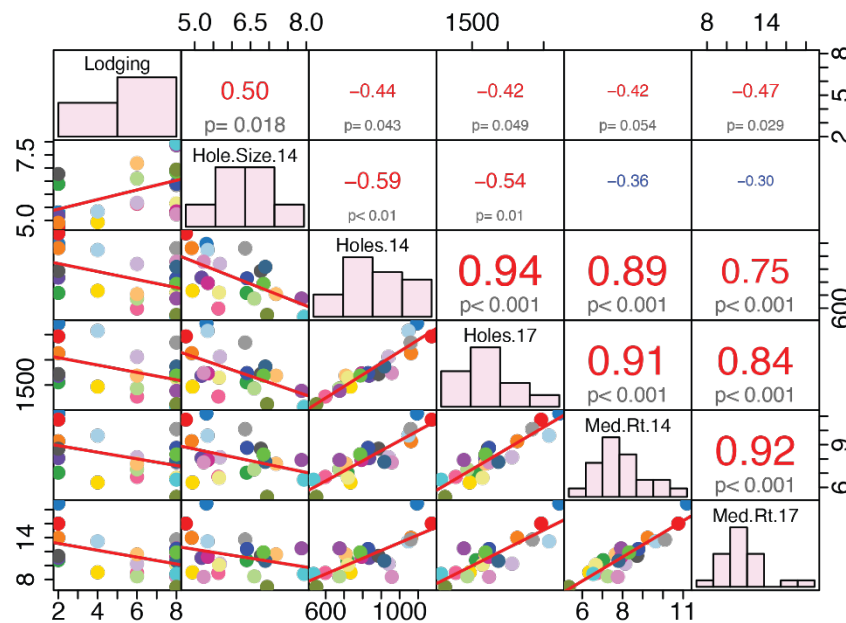 5.0 6.5 8.0 1500 8 14
Lodging 0.50 −0.44 −0.42 −0.42 −0.47 2 5 8
p= 0.018 p= 0.043 p= 0.049 p= 0.054 p= 0.029
5.0 7.5 Hole.Size.14 −0.59 −0.54 −0.36 −0.30
p< 0.01 p= 0.01
Holes.14 0.94 0.89 0.75 600
p< 0.001 p< 0.001 p< 0.001
1500 Holes.17 0.91 0.84
p< 0.001 p< 0.001
Med.Rt.14 0.92 6 9
p< 0.001
8 14 Med.Rt.17
2 4 6 8 600 1000 6 8 11